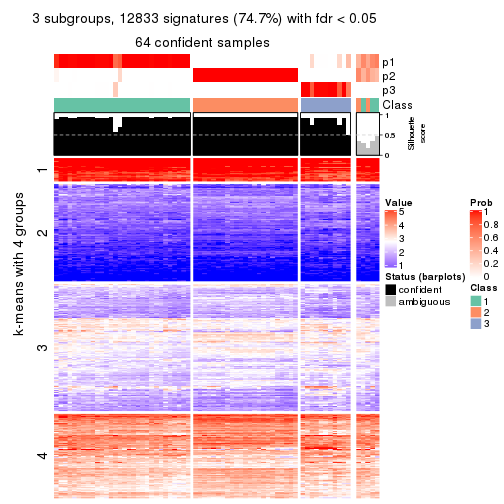 3 subgroups, 12833 signatures (74.7%) with fdr < 0.05
64 confident samples
p1
p2
p3
Class
1
0.5
0
Silhouette
score
k-means with 4 groups
1
2
3
4
Value
5
4
3
2
1
Status (barplots)
confident
ambiguous
Prob
1
0.8
0.6
0.4
0.2
0
Class
1
2
3